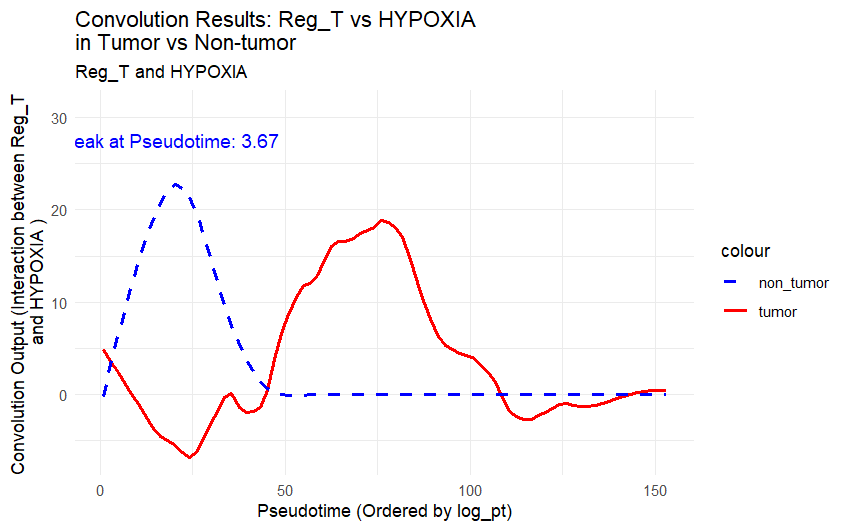 Convolution Results: Reg_T vs HYPOXIA
in Tumor vs Non-tumor
Reg_T and HYPOXIA
eak at Pseudotime: 3.67
Convolution Output (Interaction between Reg_T
and HYPOXIA )
30
20
10
0
0
50
100
150
Pseudotime (Ordered by log_pt)
colour
non_tumor
tumor